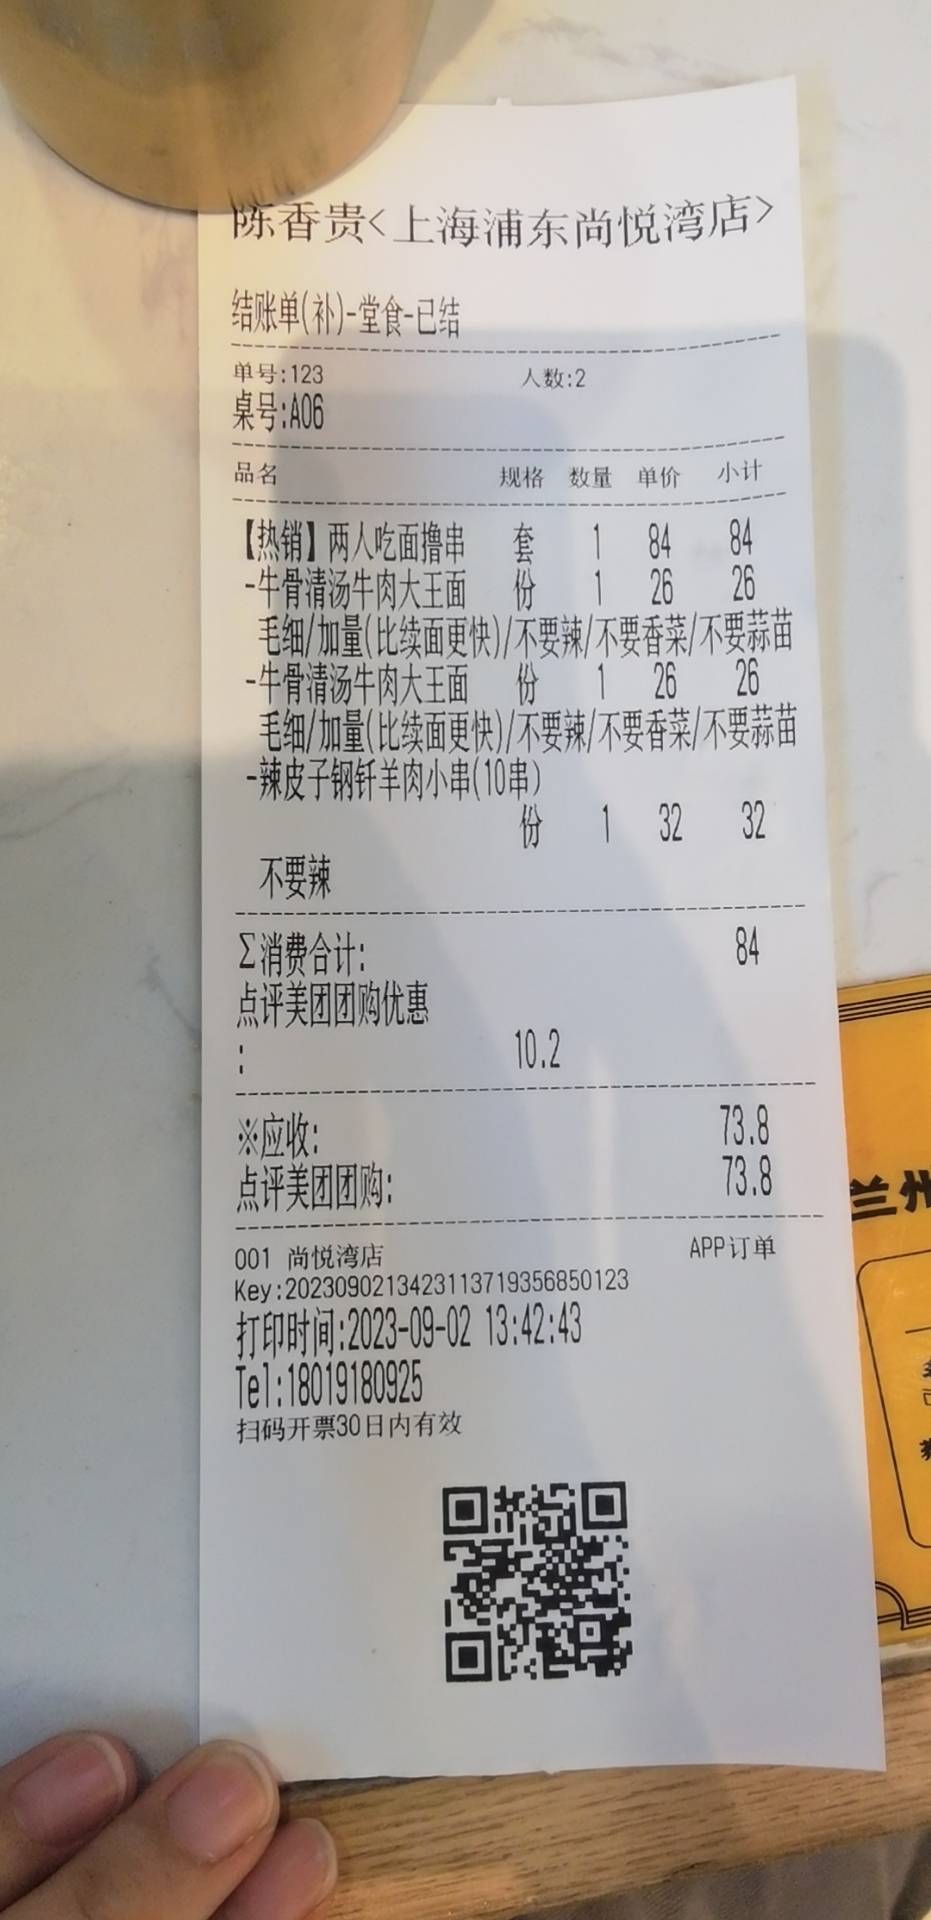 陈香贵<上海浦东尚悦湾店>
结账单(补)-堂食-已结
单号:123 人数:2
桌号:A06
品名 规格 数量 单价 小计
【热销】两人吃面撸串 套 1 84 84
-牛骨清汤牛肉大王面 份 1 26 26
毛细/加量(比续面更快)/不要辣/不要香菜/不要蒜苗
-牛骨清汤牛肉大王面 份 1 26 26
毛细/加量(比续面更快)/不要辣/不要香菜/不要蒜苗
-辣皮子钢钎羊肉小串(10串)
份 1 32 32
不要辣
Σ消费合计: 84
点评美团团购优惠
: 10.2
※应收: 73.8
点评美团团购: 73.8
001 尚悦湾店 APP订单
Key:2023090213423113719356850123
打印时间:2023-09-02 13:42:43
Tel:18019180925
扫码开票30日内有效
兰州